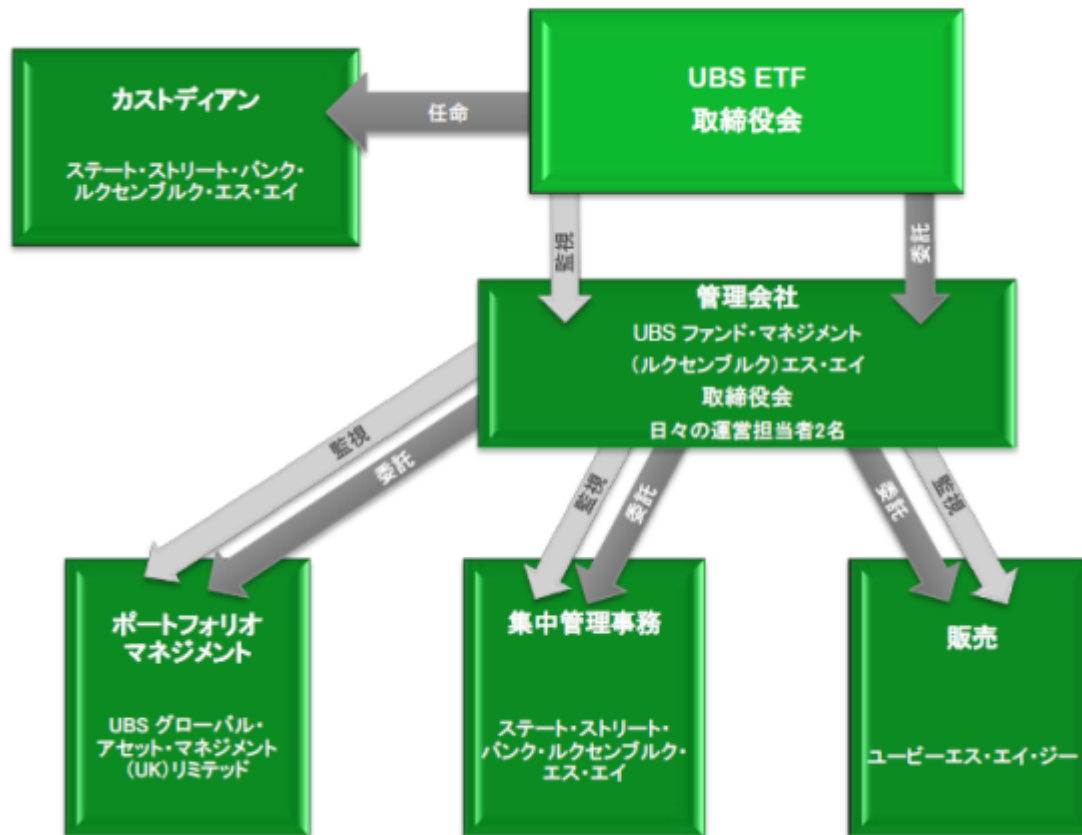 UBS ETF
取締役会
カストディアン
ステート・ストリート・バンク・
ルクセンブルク・エス・エイ
任命
監視
委託
管理会社
UBS ファンド・マネジメント
(ルクセンブルク)エス・エイ
取締役会
日々の運営担当者2名
監視
委託
監視
委託
委託
監視
ポートフォリオ
マネジメント
UBS グローバル・
アセット・マネジメント
(UK)リミテッド
集中管理事務
ステート・ストリート・
バンク・ルクセンブルク・
エス・エイ
販売
ユービーエス・エイ・ジー